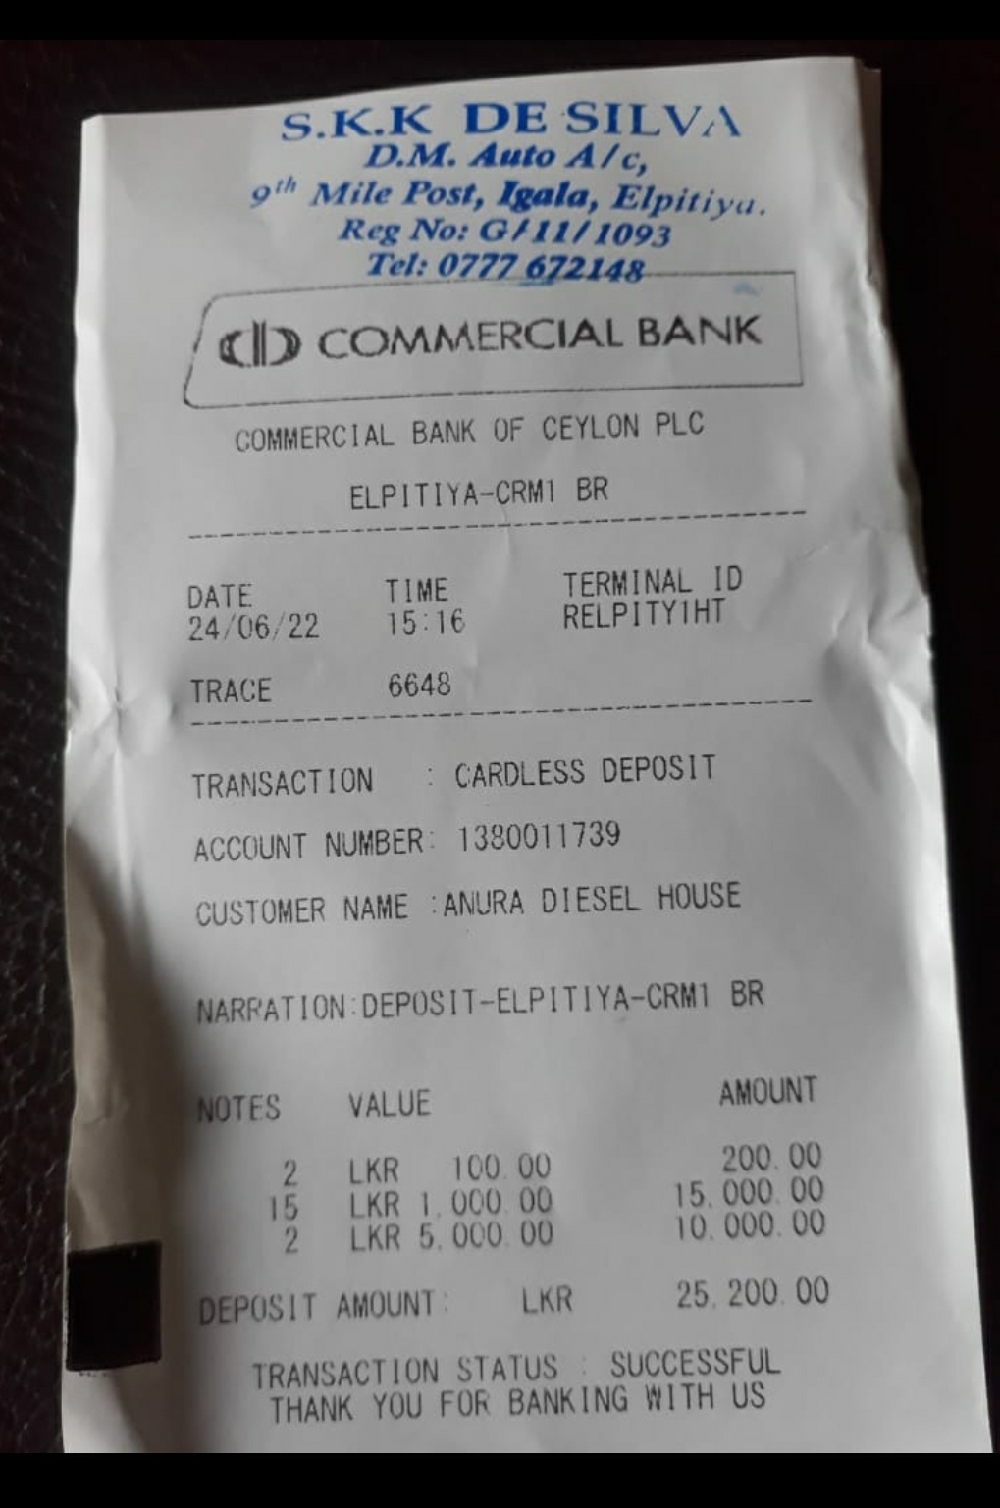 S.K.K DE SILVA
D.M. Auto A/c,
9th Mile Post, Igala, Elpitiya.
Reg No: G/11/1093
Tel: 0777 672148
COMMERCIAL BANK
COMMERCIAL BANK OF CEYLON PLC
ELPITIYA-CRM1 BR
DATE TIME TERMINAL ID
24/06/22 15:16 RELPITY1HT
TRACE 6648
TRANSACTION : CARDLESS DEPOSIT
ACCOUNT NUMBER: 1380011739
CUSTOMER NAME :ANURA DIESEL HOUSE
NARRATION:DEPOSIT-ELPITIYA-CRM1 BR
NOTES VALUE AMOUNT
2 LKR 100.00 200.00
15 LKR 1,000.00 15,000.00
2 LKR 5,000.00 10,000.00
DEPOSIT AMOUNT: LKR 25,200.00
TRANSACTION STATUS : SUCCESSFUL
THANK YOU FOR BANKING WITH US